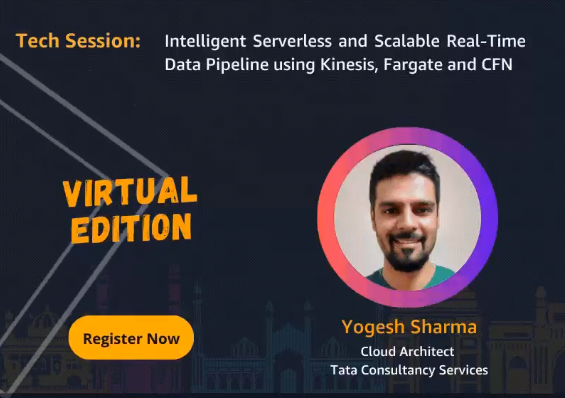 Tech Session:
Intelligent Serverless and Scalable Real-Time
Data Pipeline using Kinesis, Fargate and CFN
VIRTUAL
EDITION
Register Now
Yogesh Sharma
Cloud Architect
Tata Consultancy Services